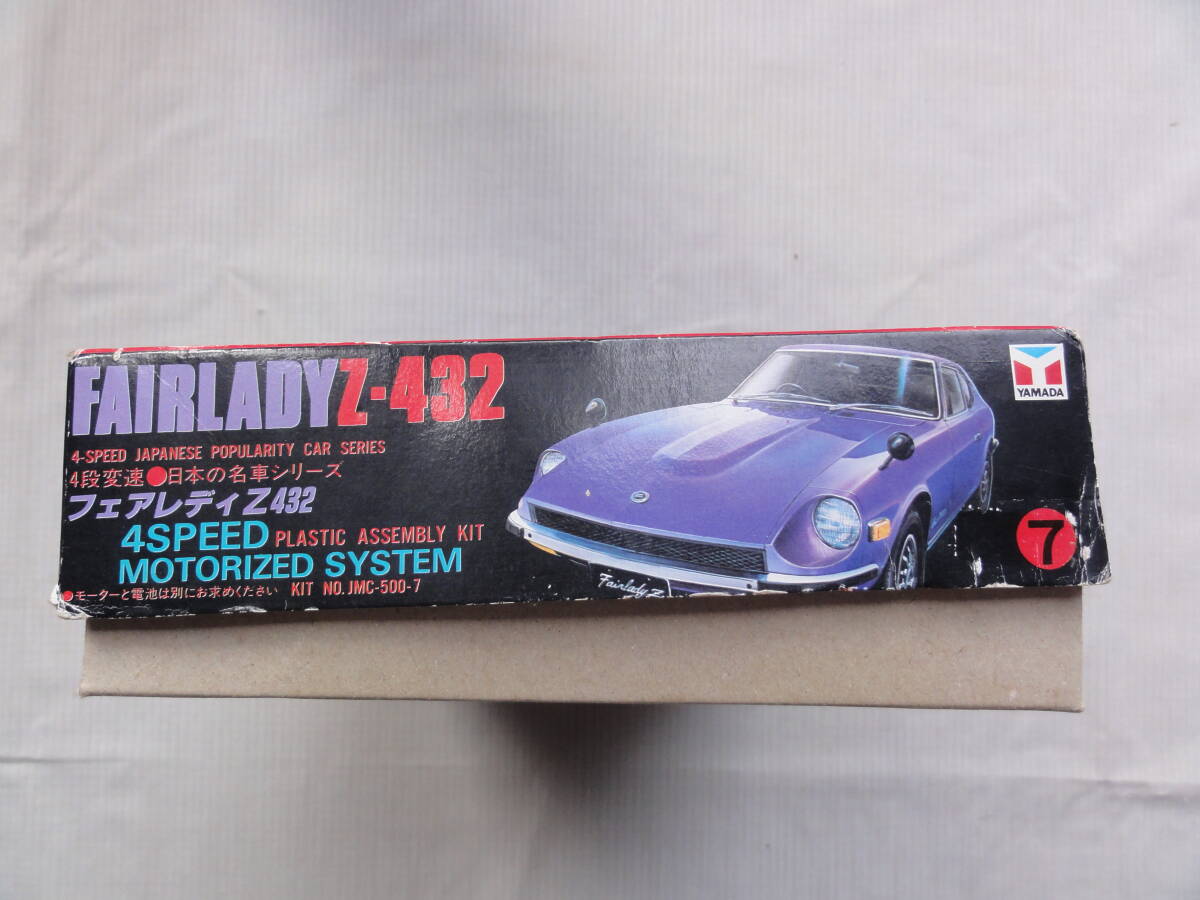 FAIRLADY Z-432
4-SPEED JAPANESE POPULARITY CAR SERIES
4段変速●日本の名車シリーズ
フェアレディZ432
4SPEED PLASTIC ASSEMBLY KIT
MOTORIZED SYSTEM
●モーターと電池は別にお求めください KIT NO.JMC-500-7
Fairlady Z
YAMADA
7